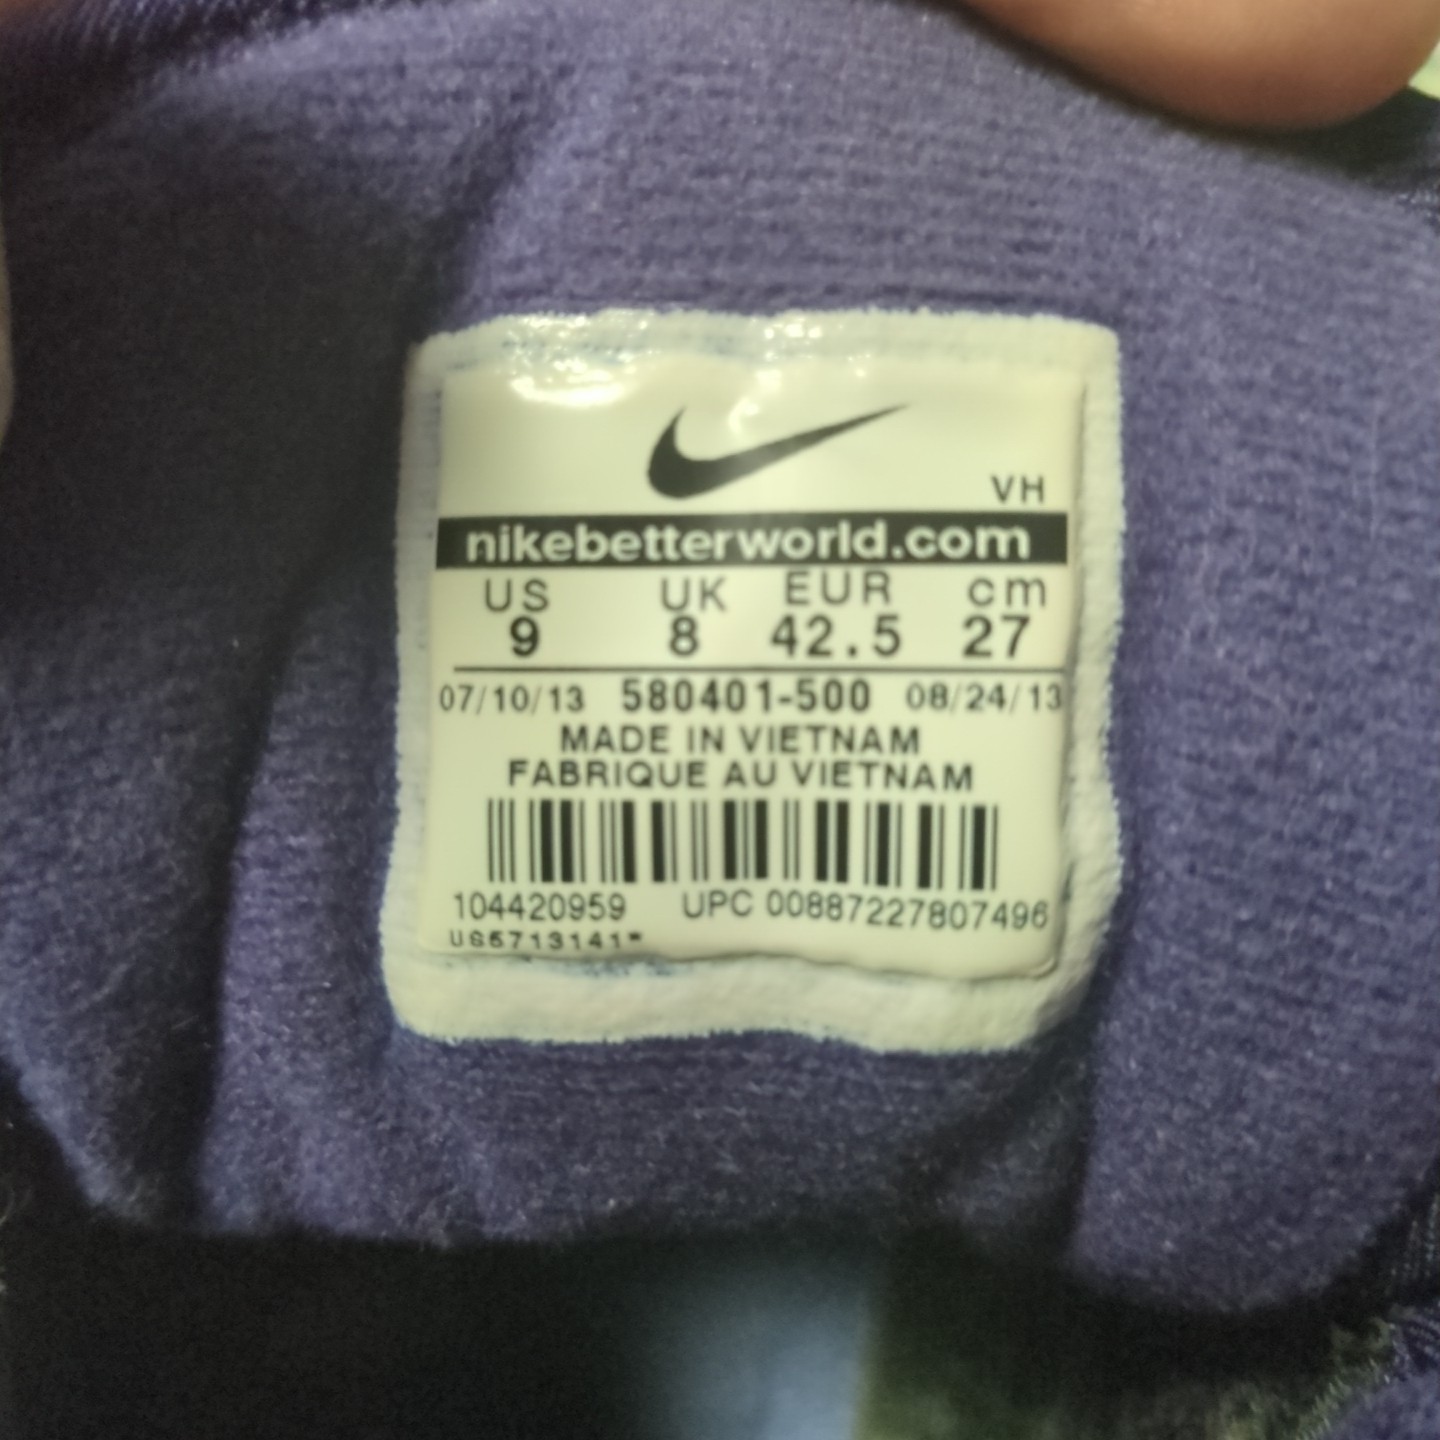 VH
nikebetterworld.com
US UK EUR cm
9 8 42.5 27
07/10/13 580401-500 08/24/13
MADE IN VIETNAM
FABRIQUE AU VIETNAM
104420959 UPC 00887227807496